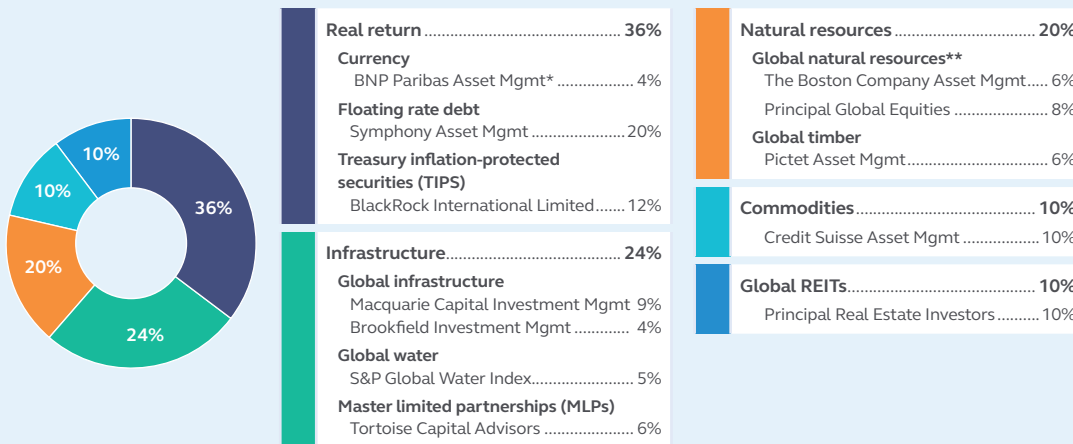 10%
36%
10%
20%
24%
Real return ..................... 36%
Currency
BNP Paribas Asset Mgmt* .................. 4%
Floating rate debt
Symphony Asset Mgmt ................. 20%
Treasury inflation-protected
securities (TIPS)
BlackRock International Limited...... 12%
Infrastructure..................... 24%
Global infrastructure
Macquarie Capital Investment Mgmt 9%
Brookfield Investment Mgmt .......... 4%
Global water
S&P Global Water Index..................... 5%
Master limited partnerships (MLPs)
Tortoise Capital Advisors .................. 6%
Natural resources............................. 20%
Global natural resources**
The Boston Company Asset Mgmt..... 6%
Principal Global Equities .................... 8%
Global timber
Pictet Asset Mgmt............................. 6%
Commodities..................................... 10%
Credit Suisse Asset Mgmt ............... 10%
Global REITs....................................... 10%
Principal Real Estate Investors.......... 10%